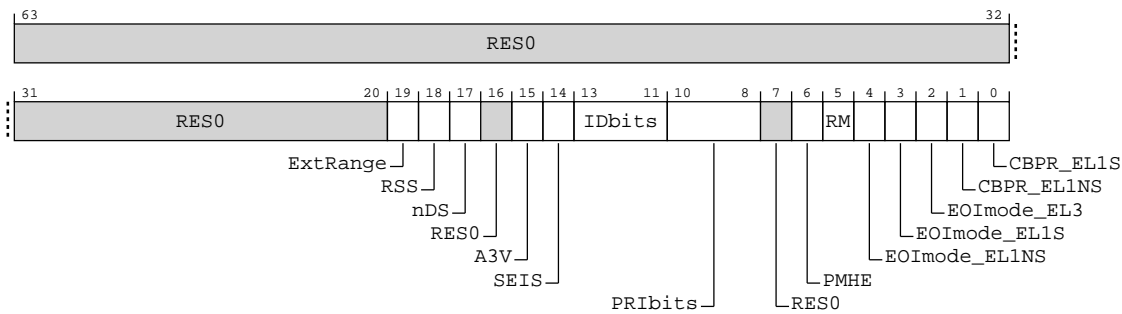 63 32
RES0
31 20 19 18 17 16 15 14 13 11 10 8 7 6 5 4 3 2 1 0
RES0 IDbits RM
ExtRange CBPR_EL1S
RSS CBPR_EL1NS
nDS EOImode_EL3
RES0 EOImode_EL1S
A3V EOImode_EL1NS
SEIS PMHE
PRIbits RES0